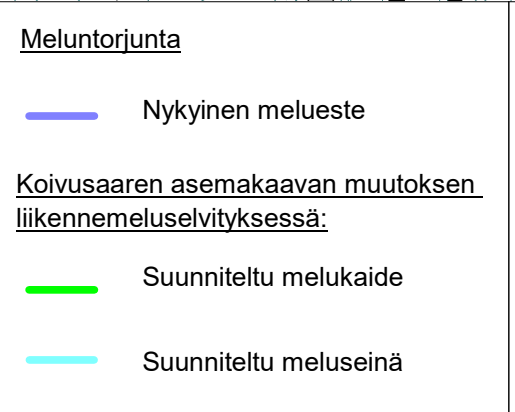 Meluntorjunta
Nykyinen melueste
Koivusaaren asemakaavan muutoksen
liikennemeluselvityksessä:
Suunniteltu melukaide
Suunniteltu meluseinä